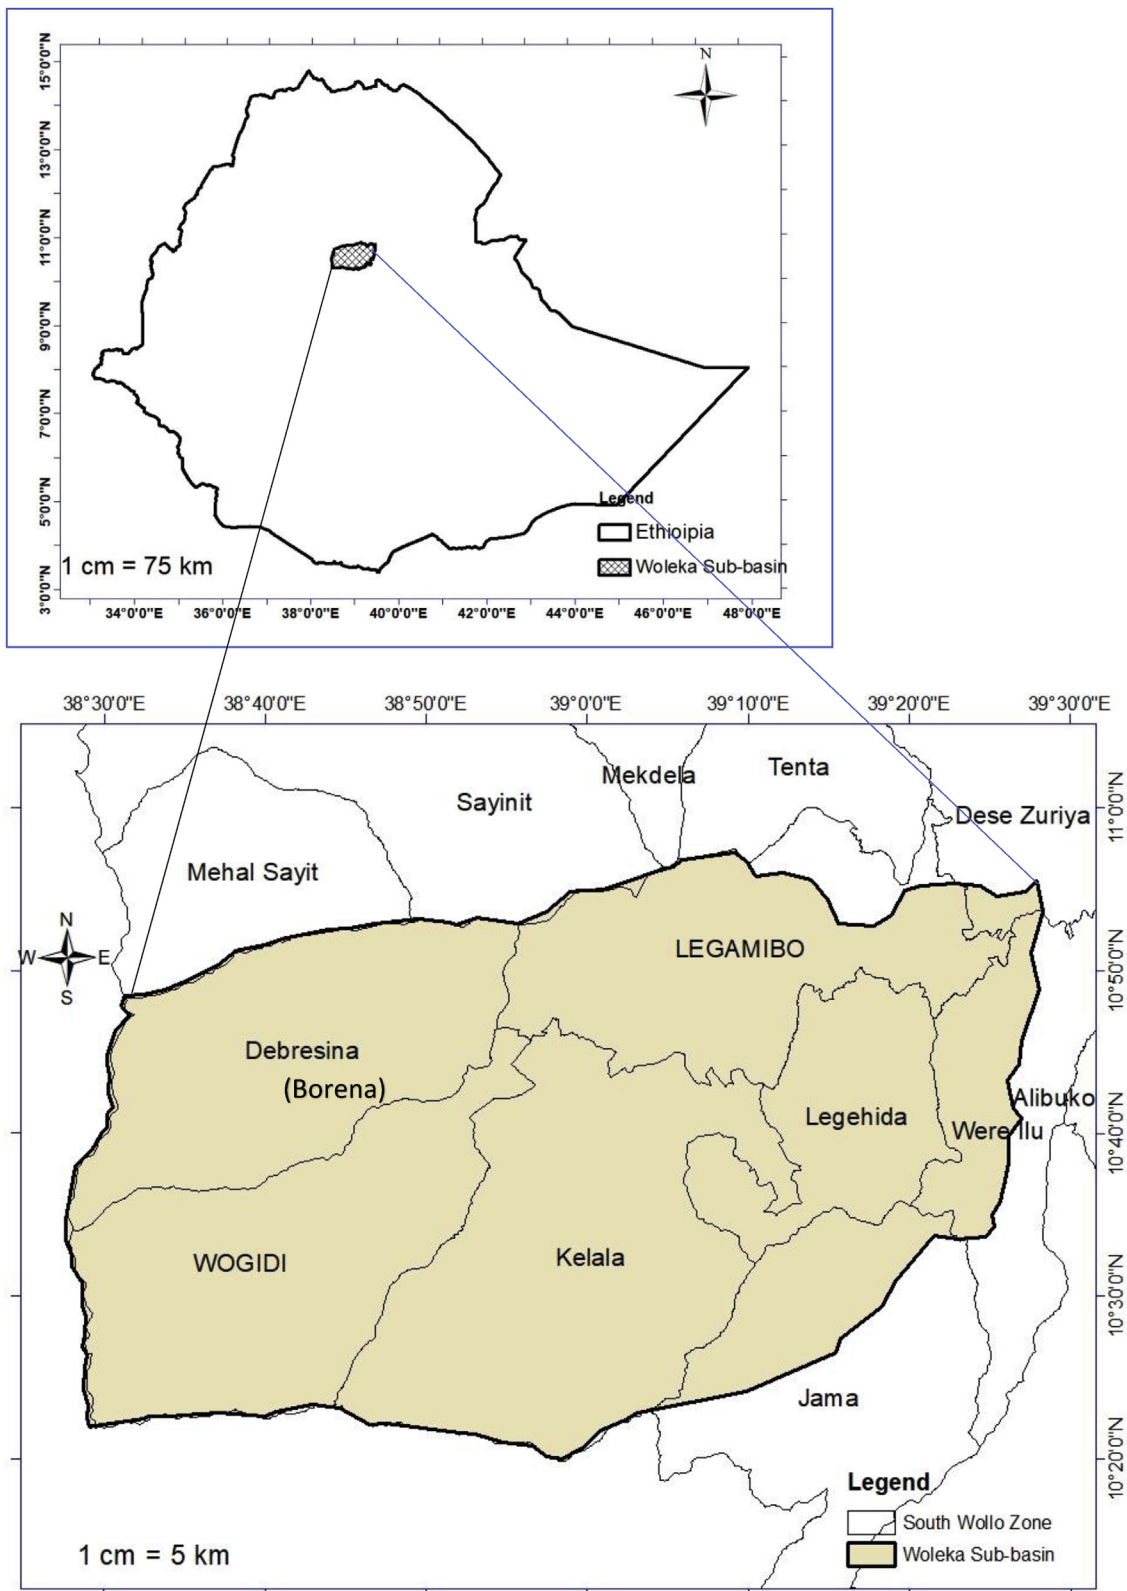 N
15°0'0"N
13°0'0"N
11°0'0"N
9°0'0"N
7°0'0"N
5°0'0"N
3°0'0"N
Legend
Ethioipia
Woleka Sub-basin
1 cm = 75 km
34°0'0"E 36°0'0"E 38°0'0"E 40°0'0"E 42°0'0"E 44°0'0"E 46°0'0"E 48°0'0"E
38°30'0"E 38°40'0"E 38°50'0"E 39°0'0"E 39°10'0"E 39°20'0"E 39°30'0"E
Mekdela
Tenta
Sayinit
Dese Zuriya
11°0'0"N
Mehal Sayit
N
W E
S
LEGAMIBO
10°50'0"N
Debresina
(Borena)
Alibuko
Legehida
Were Ilu
10°40'0"N
WOGIDI
Kelala
10°30'0"N
Jama
10°20'0"N
Legend
South Wollo Zone
Woleka Sub-basin
1 cm = 5 km